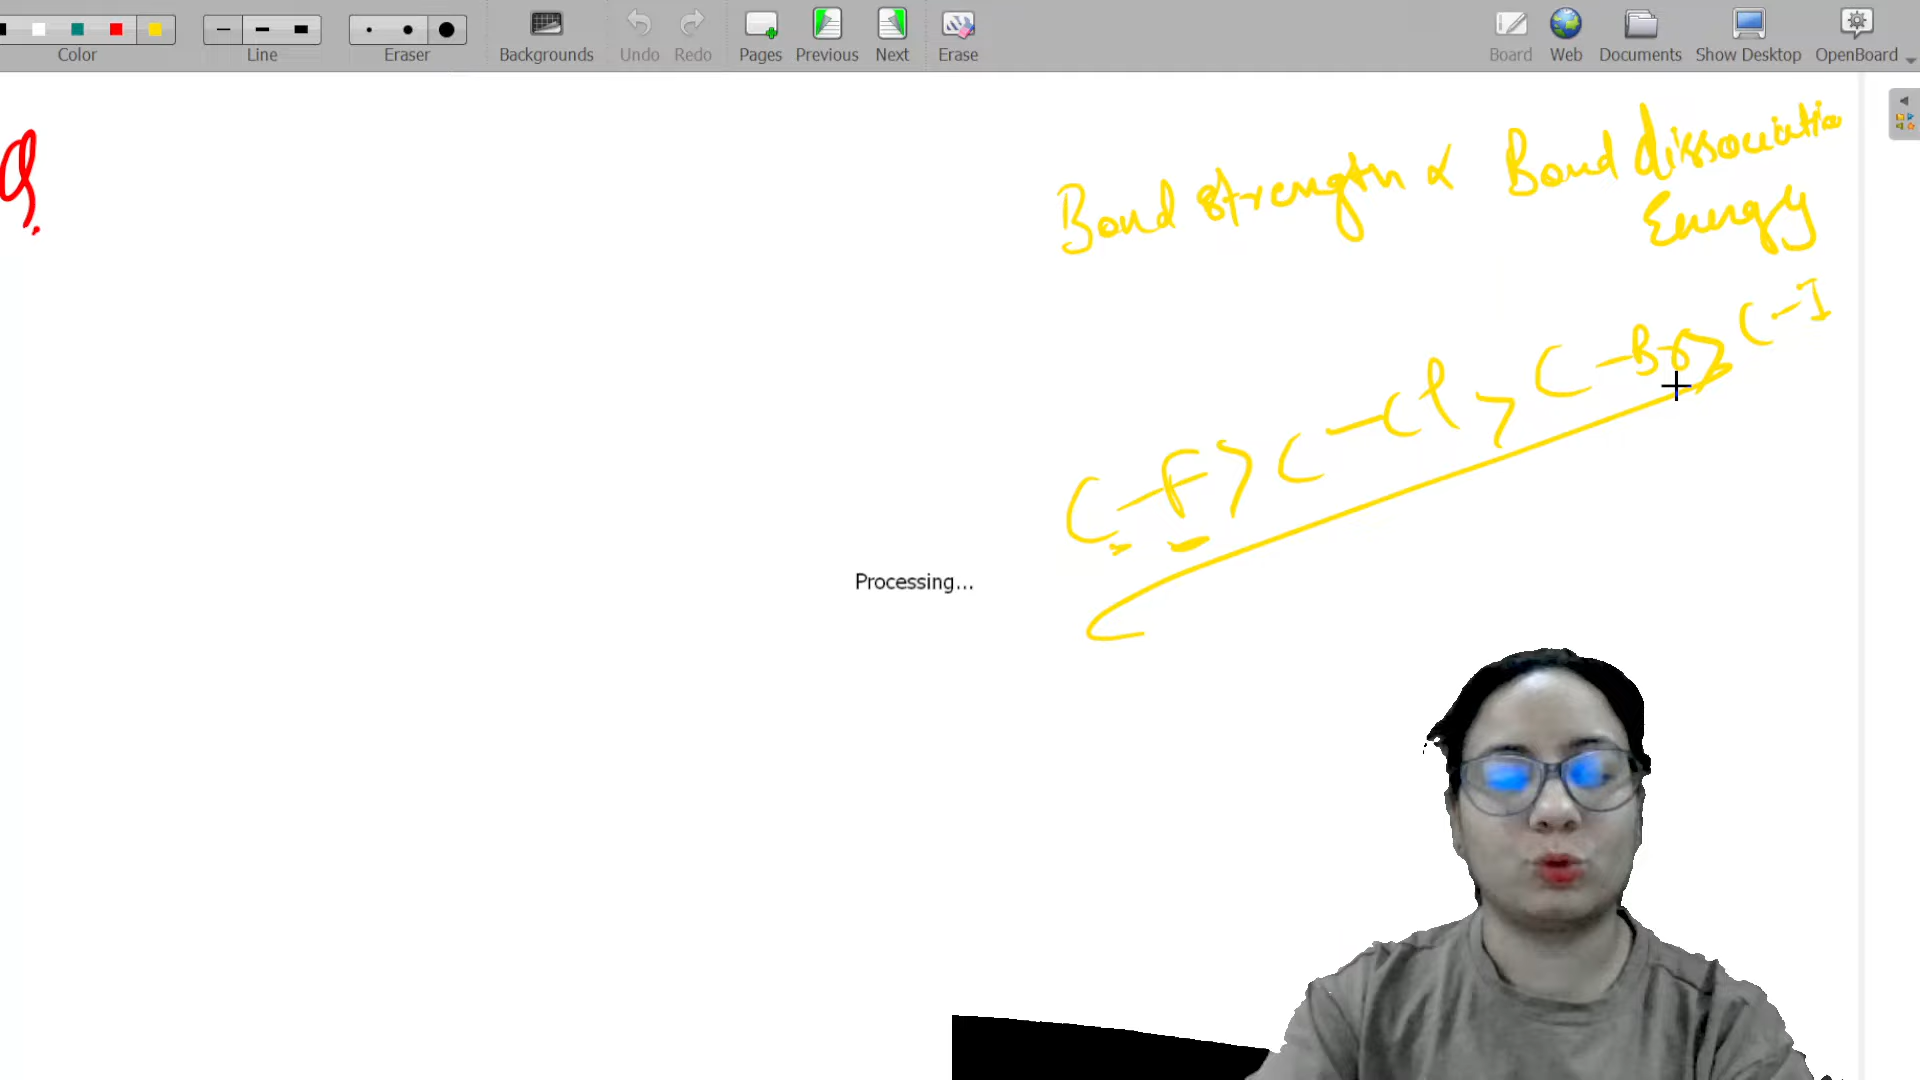 Color
Line
Eraser
Backgrounds
Undo
Redo
Pages
Previous
Next
Erase
Board
Web
Documents
Show Desktop
OpenBoard
Q.
Bond strength ∝ Bond dissociation
Energy
C-F > C-Cl > C-Br > C-I
Processing...